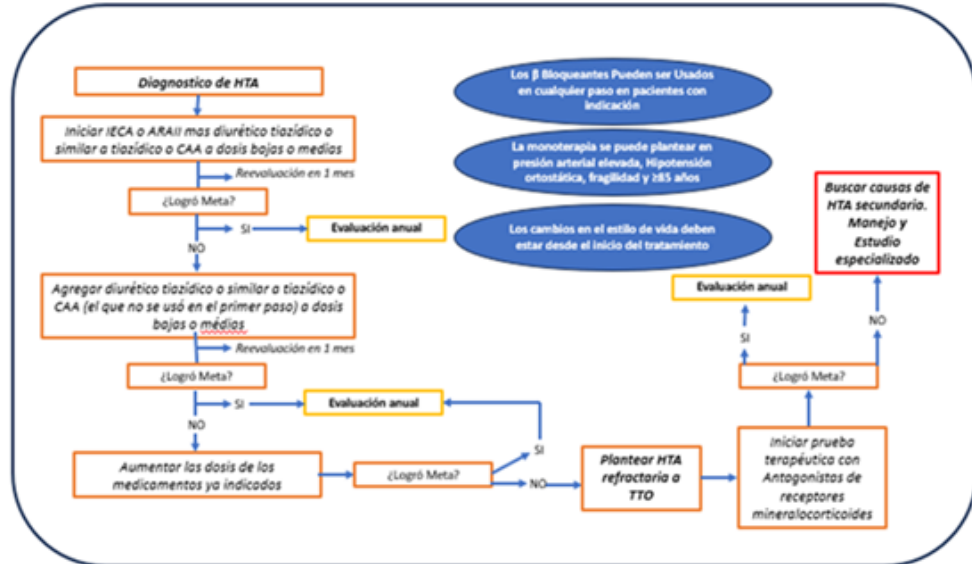 Diagnostico de HTA
Iniciar IECA o ARAII mas diurético tiazídico o
similar a tiazídico o CAA a dosis bajas o medias
Reevaluación en 1 mes
¿Logró Meta?
SI
Evaluación anual
NO
Agregar diurético tiazídico o similar a tiazídico o
CAA (el que no se usó en el primer paso) a dosis
bajas o médias
Reevaluación en 1 mes
¿Logró Meta?
SI
Evaluación anual
NO
Aumentar las dosis de los
medicamentos ya indicados
¿Logró Meta?
SI
NO
Plantear HTA
refractaria a
TTO
Iniciar prueba
terapéutica con
Antagonistas de
receptores
mineralocorticoides
¿Logró Meta?
SI
Evaluación anual
NO
Buscar causas de
HTA secundaria.
Manejo y
Estudio
especializado
Los β Bloqueantes Pueden ser Usados
en cualquier paso en pacientes con
indicación
La monoterapia se puede plantear en
presión arterial elevada, Hipotensión
ortostática, fragilidad y ≥85 años
Los cambios en el estilo de vida deben
estar desde el inicio del tratamiento